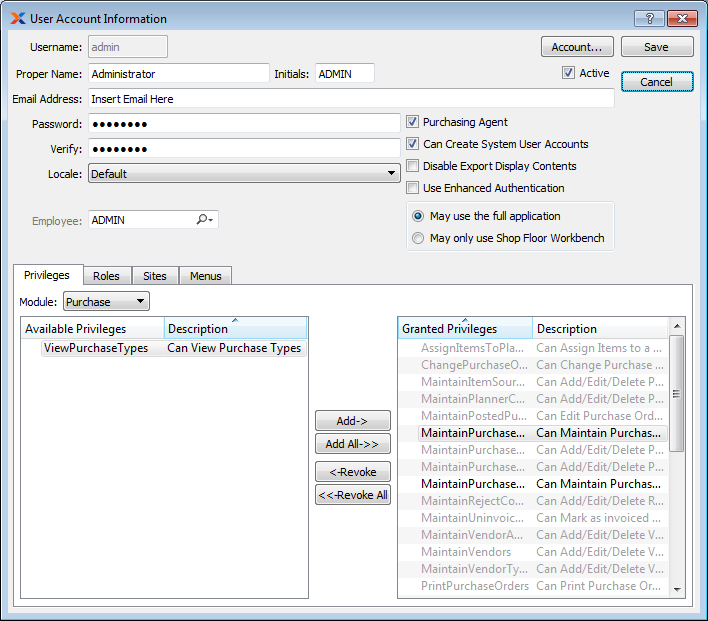 User Account Information
Username: admin
Account... Save
Proper Name: Administrator Initials: ADMIN Active
Cancel
Email Address: Insert Email Here
Password: ●●●●●●●● Purchasing Agent
Verify: ●●●●●●●● Can Create System User Accounts
Locale: Default Disable Export Display Contents
Use Enhanced Authentication
Employee: ADMIN May use the full application
May only use Shop Floor Workbench
Privileges Roles Sites Menus
Module: Purchase
Available Privileges Description
ViewPurchaseTypes Can View Purchase Types
Add->
Add All->>
<-Revoke
<<-Revoke All
Granted Privileges Description
AssignItemsToPla... Can Assign Items to a ...
ChangePurchaseO... Can Change Purchase ...
MaintainItemSour... Can Add/Edit/Delete P...
MaintainPlannerC... Can Add/Edit/Delete P...
MaintainPostedPu... Can Edit Purchase Ord...
MaintainPurchase... Can Maintain Purchas...
MaintainPurchase... Can Add/Edit/Delete P...
MaintainPurchase... Can Add/Edit/Delete P...
MaintainPurchase... Can Maintain Purchas...
MaintainRejectCo... Can Add/Edit/Delete R...
MaintainUninvoic... Can Mark as invoiced ...
MaintainVendorA... Can Add/Edit/Delete V...
MaintainVendors Can Add/Edit/Delete V...
MaintainVendorTy... Can Add/Edit/Delete V...
PrintPurchaseOrders Can Print Purchase Or...